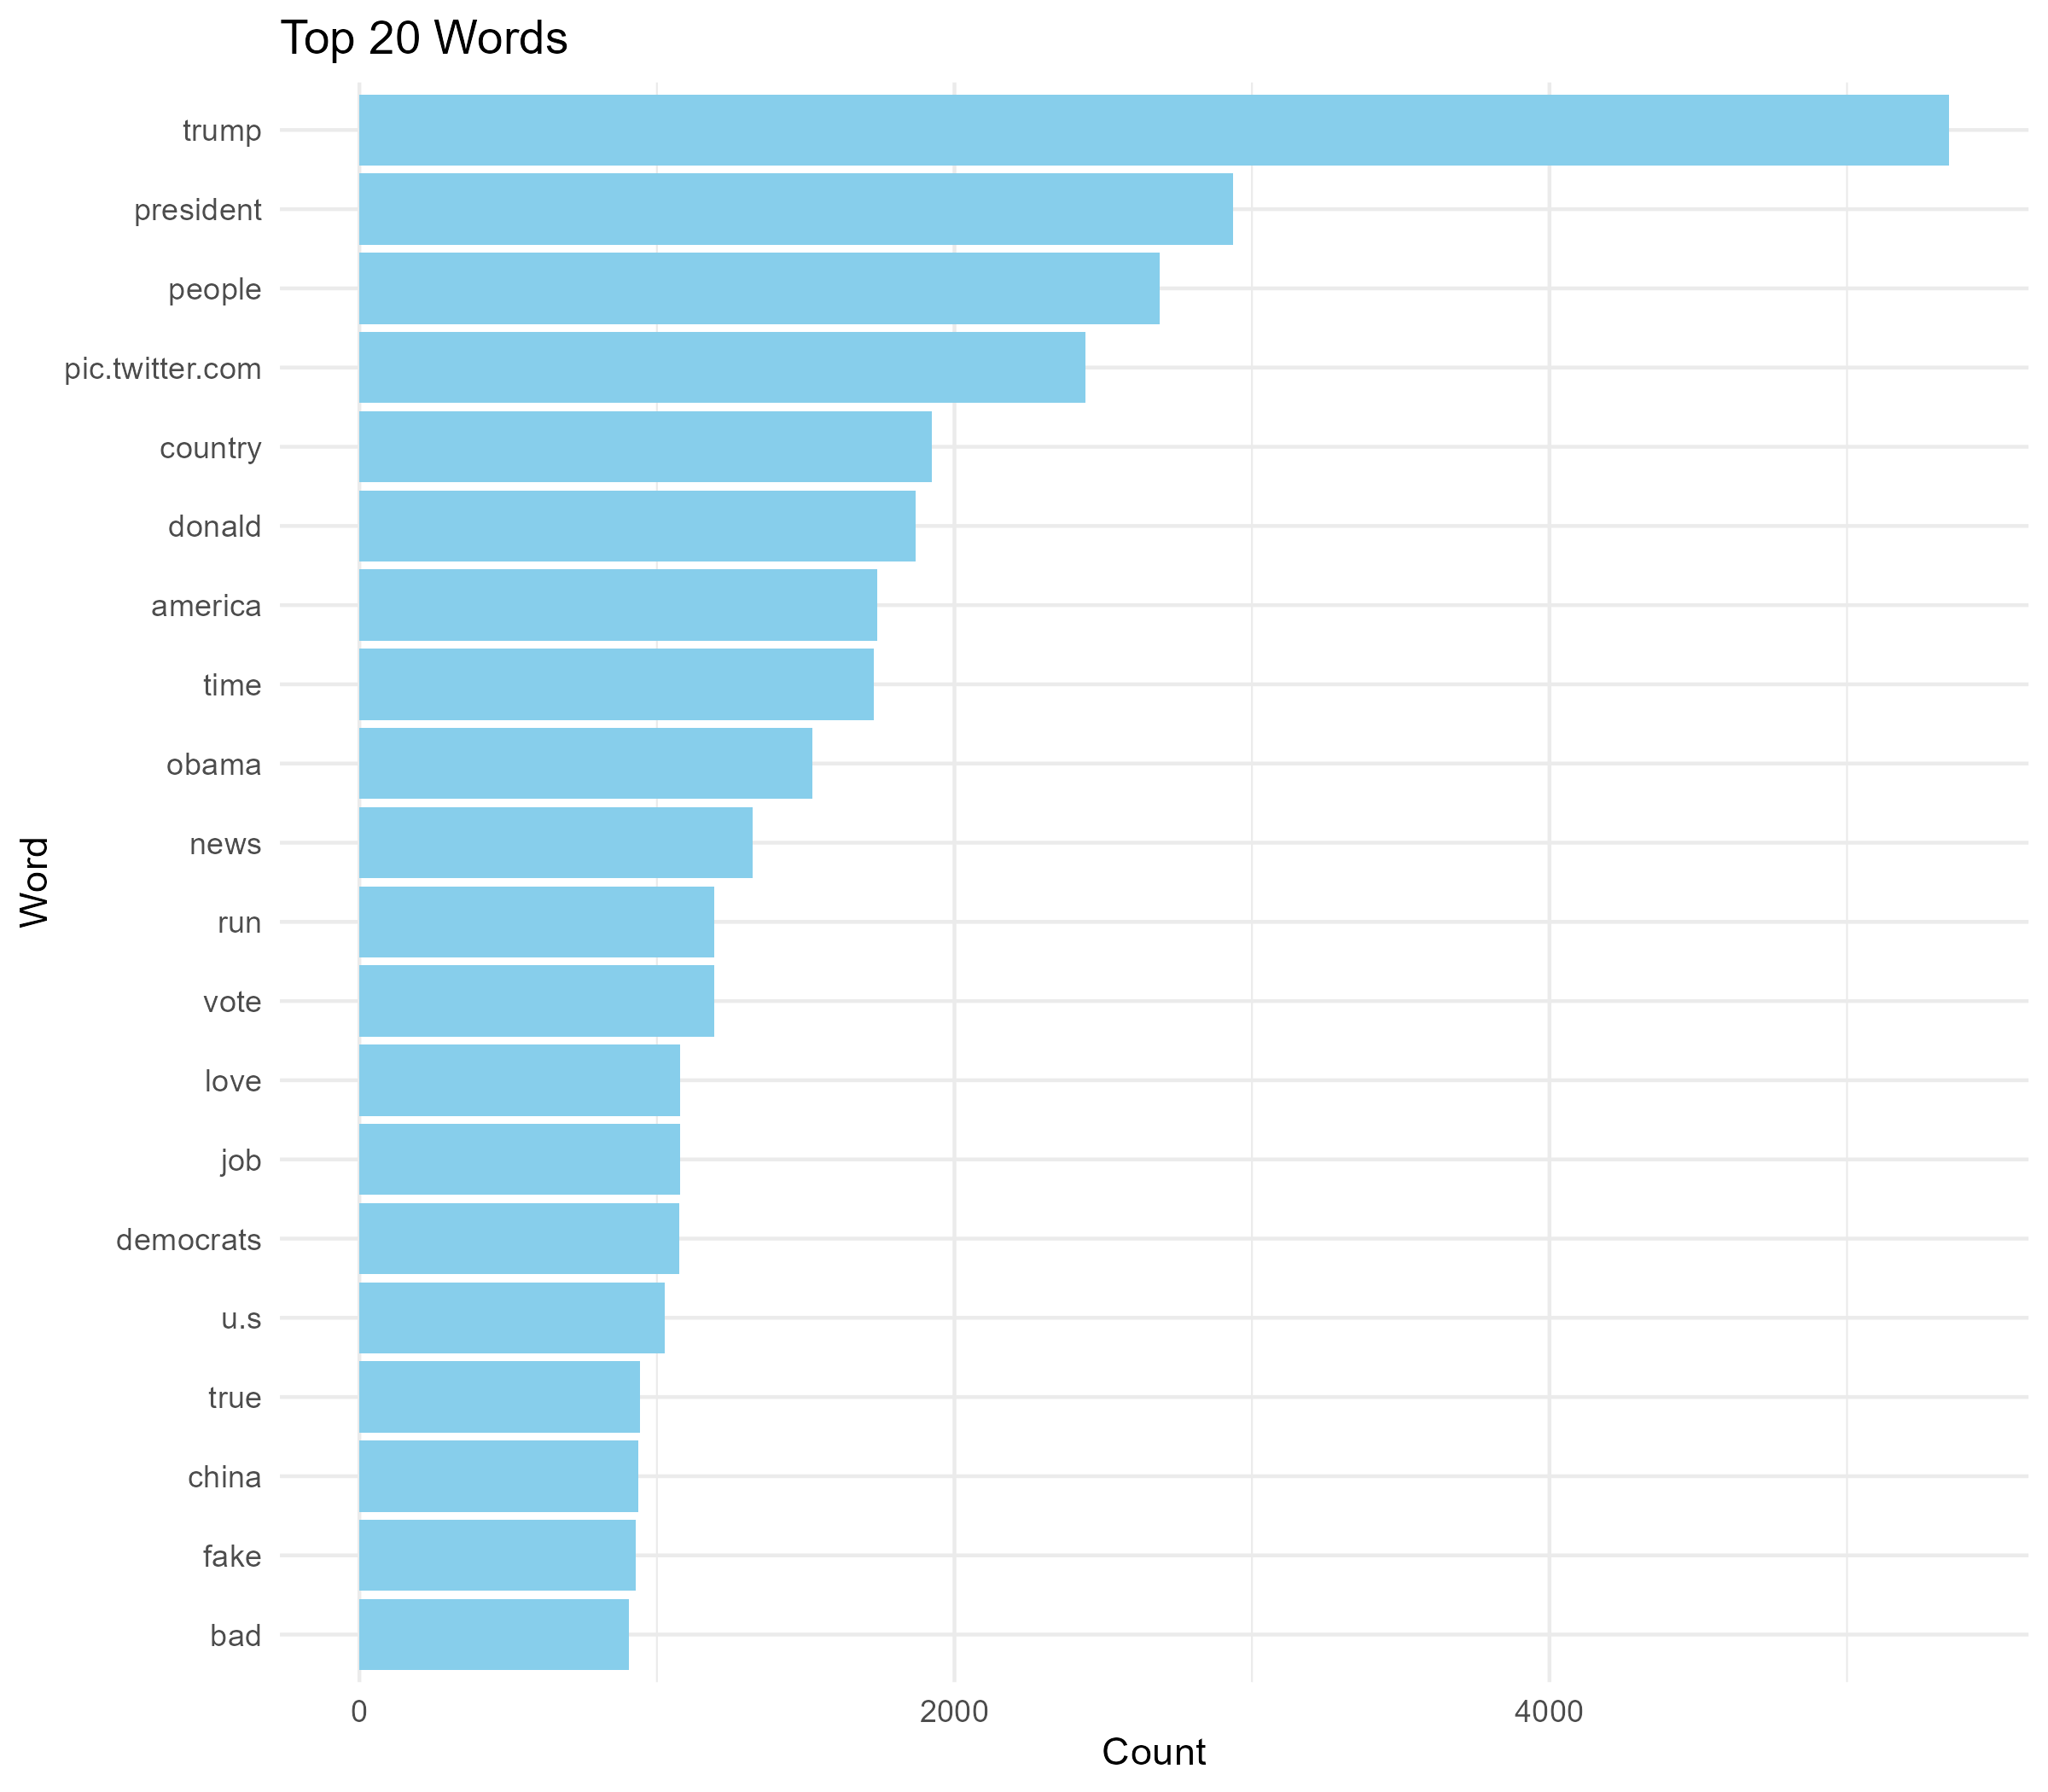 Top 20 Words
trump
president
people
pic.twitter.com
country
donald
america
time
obama
news
run
vote
love
job
democrats
u.s
true
china
fake
bad
Word
0 2000 4000
Count